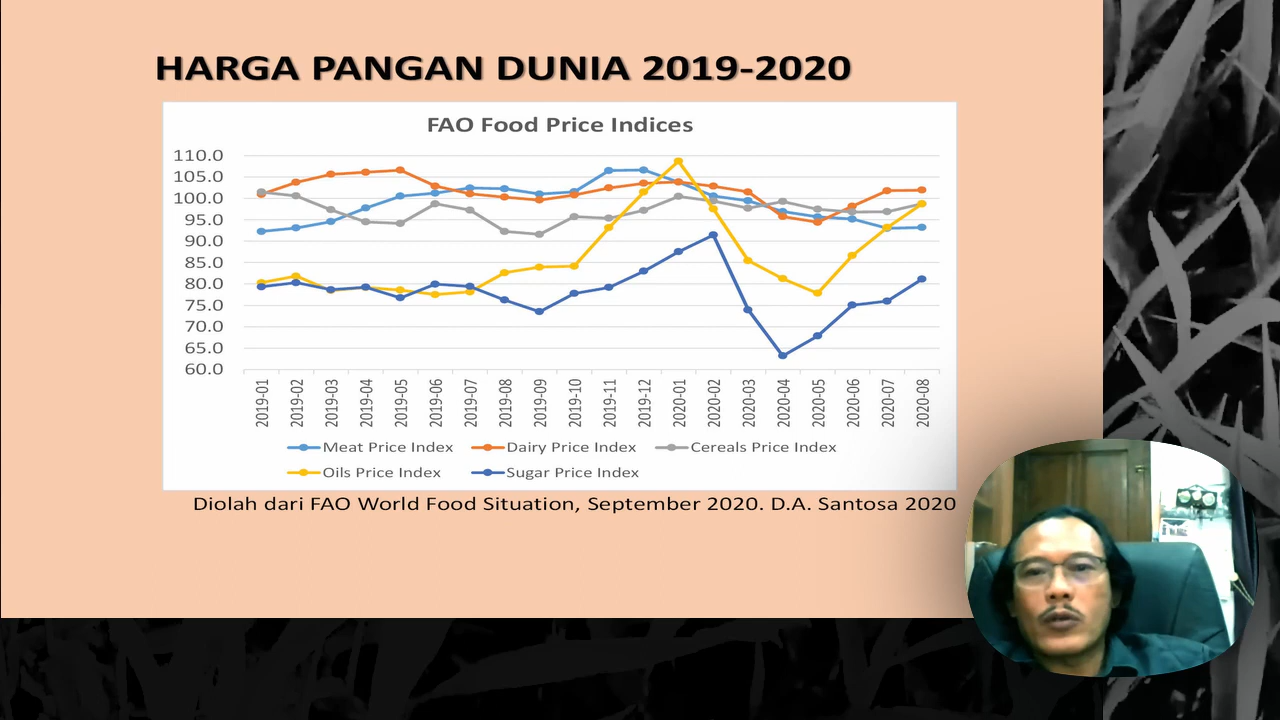 HARGA PANGAN DUNIA 2019-2020
FAO Food Price Indices
110.0
105.0
100.0
95.0
90.0
85.0
80.0
75.0
70.0
65.0
60.0
2019-01 2019-02 2019-03 2019-04 2019-05 2019-06 2019-07 2019-08 2019-09 2019-10 2019-11 2019-12 2020-01 2020-02 2020-03 2020-04 2020-05 2020-06 2020-07 2020-08
Meat Price Index Dairy Price Index Cereals Price Index
Oils Price Index Sugar Price Index
Diolah dari FAO World Food Situation, September 2020. D.A. Santosa 2020